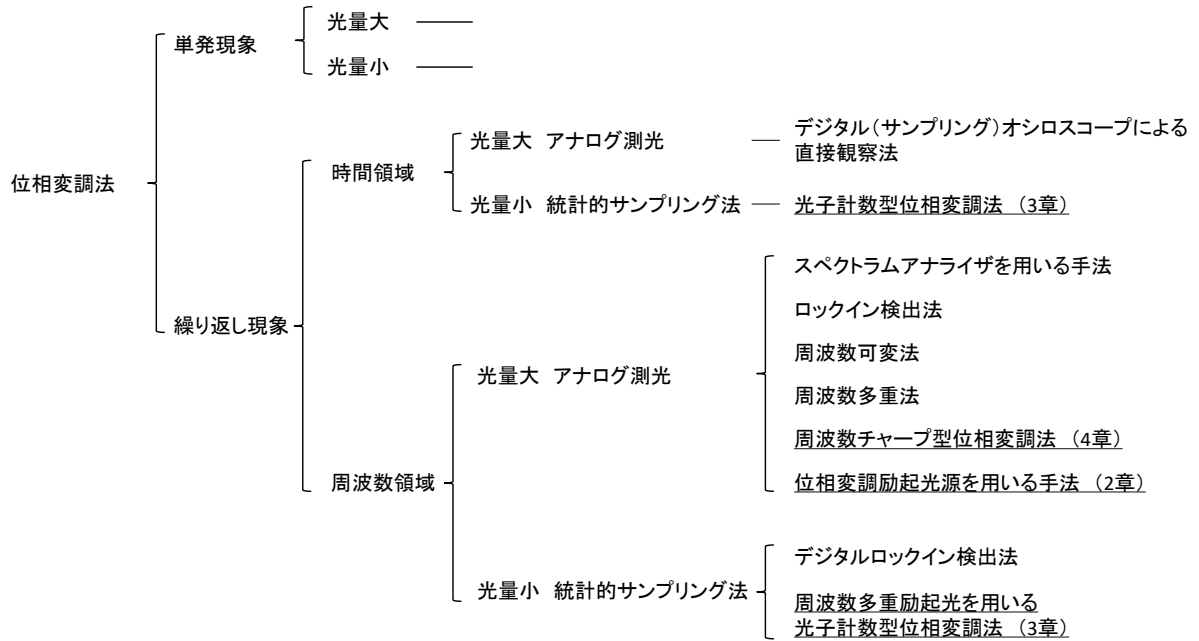 位相変調法
単発現象
光量大
光量小
繰り返し現象
時間領域
光量大 アナログ測光
デジタル(サンプリング)オシロスコープによる
直接観察法
光量小 統計的サンプリング法
光子計数型位相変調法 (3章)
周波数領域
光量大 アナログ測光
スペクトラムアナライザを用いる手法
ロックイン検出法
周波数可変法
周波数多重法
周波数チャープ型位相変調法 (4章)
位相変調励起光源を用いる手法 (2章)
光量小 統計的サンプリング法
デジタルロックイン検出法
周波数多重励起光を用いる
光子計数型位相変調法 (3章)